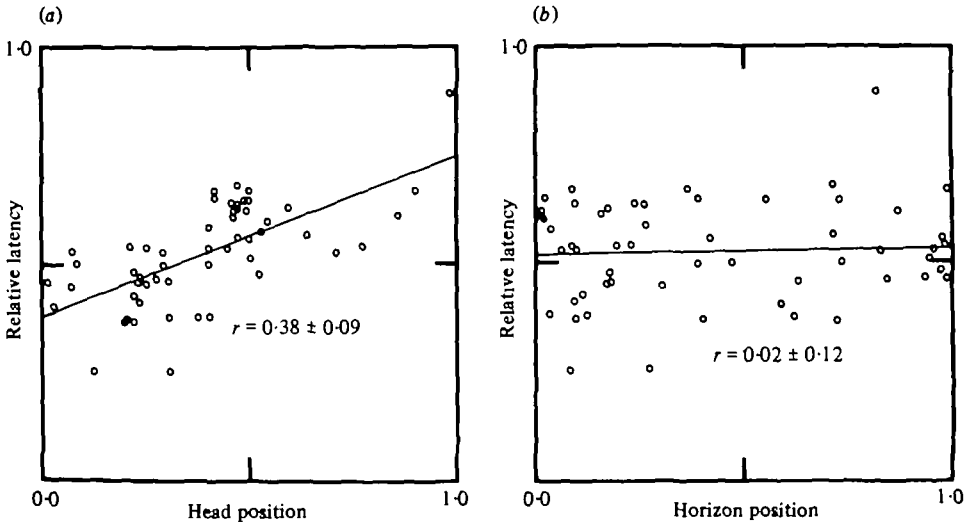 (a)
1·0
Relative latency
r = 0·38 ± 0·09
0·0
1·0
Head position
(b)
1·0
Relative latency
r = 0·02 ± 0·12
0·0
1·0
Horizon position